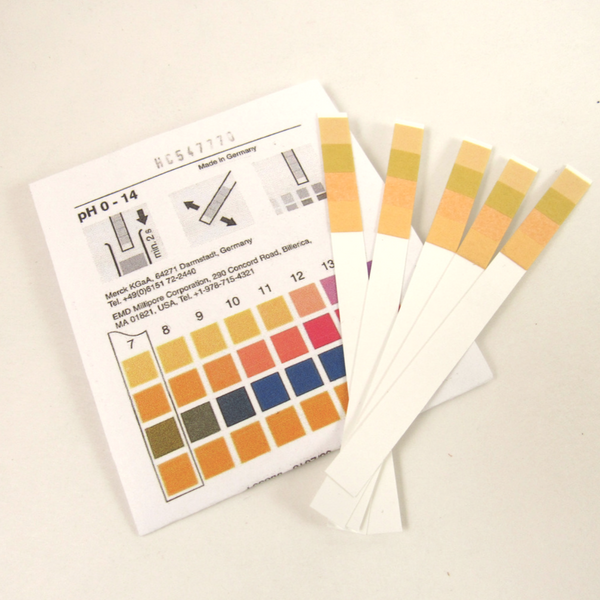 HC547770
Made in Germany
pH 0 - 14
min. 2 s
Merck KGaA, 64271 Darmstadt, Germany
Tel. +49(0)6151 72-2440
EMD Millipore Corporation, 290 Concord Road, Billerica,
MA 01821, USA, Tel. +1-978-715-4321
7 8 9 10 11 12 13